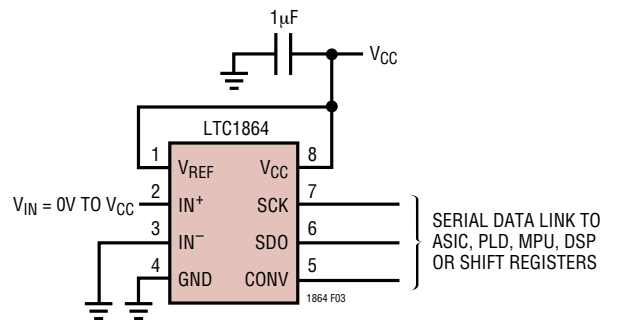 1µF
VCC
LTC1864
1 VREF VCC 8
VIN = 0V TO VCC 2 IN+ SCK 7
3 IN− SDO 6
4 GND CONV 5
SERIAL DATA LINK TO
ASIC, PLD, MPU, DSP
OR SHIFT REGISTERS
1864 F03